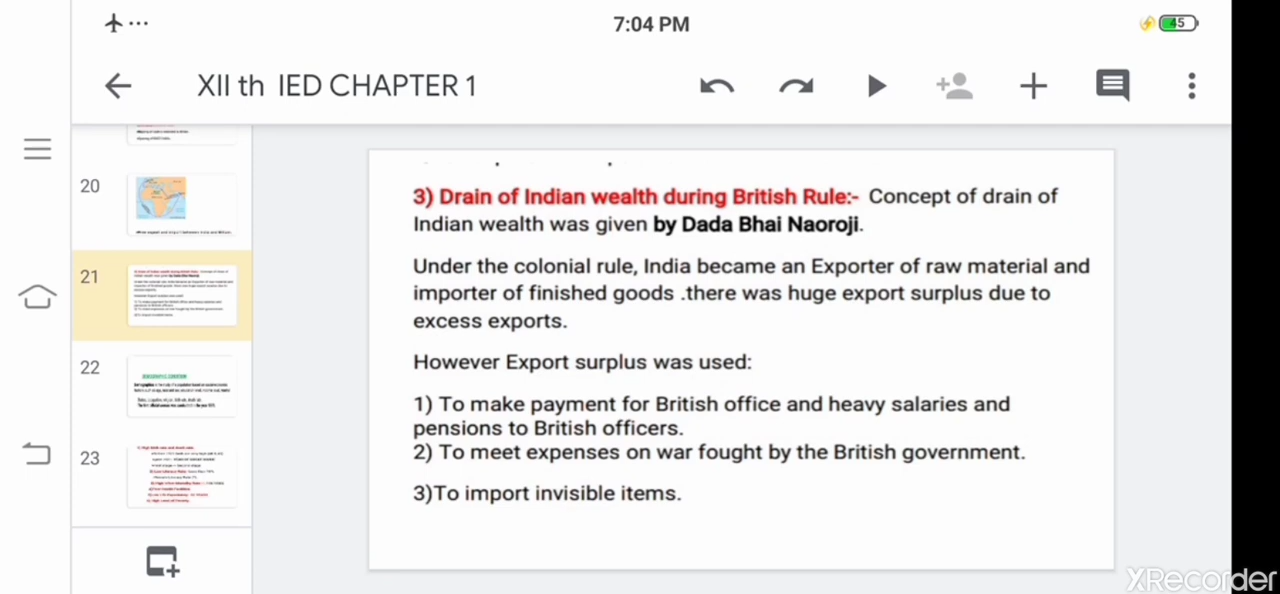 7:04 PM
45
XII th IED CHAPTER 1
20
21
22
23
3) Drain of Indian wealth during British Rule:- Concept of drain of
Indian wealth was given by Dada Bhai Naoroji.
Under the colonial rule, India became an Exporter of raw material and
importer of finished goods .there was huge export surplus due to
excess exports.
However Export surplus was used:
1) To make payment for British office and heavy salaries and
pensions to British officers.
2) To meet expenses on war fought by the British government.
3)To import invisible items.
XRecorder